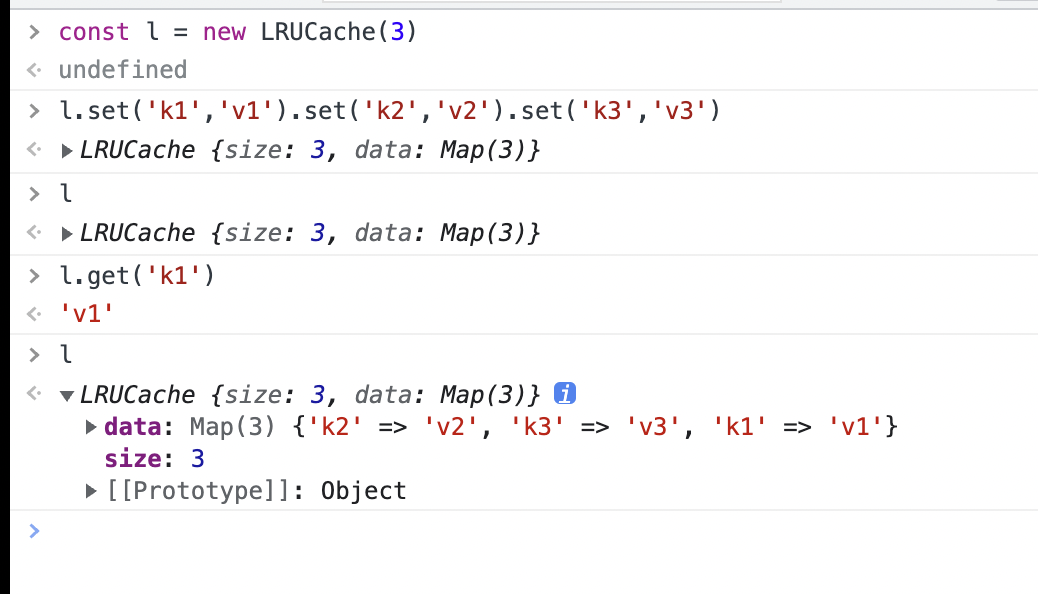 > const l = new LRUCache(3)
undefined
> l.set('k1','v1').set('k2','v2').set('k3','v3')
▶ LRUCache {size: 3, data: Map(3)}
> l
▶ LRUCache {size: 3, data: Map(3)}
> l.get('k1')
'v1'
> l
▼ LRUCache {size: 3, data: Map(3)} i
▶ data: Map(3) {'k2' => 'v2', 'k3' => 'v3', 'k1' => 'v1'}
size: 3
▶ [[Prototype]]: Object
>